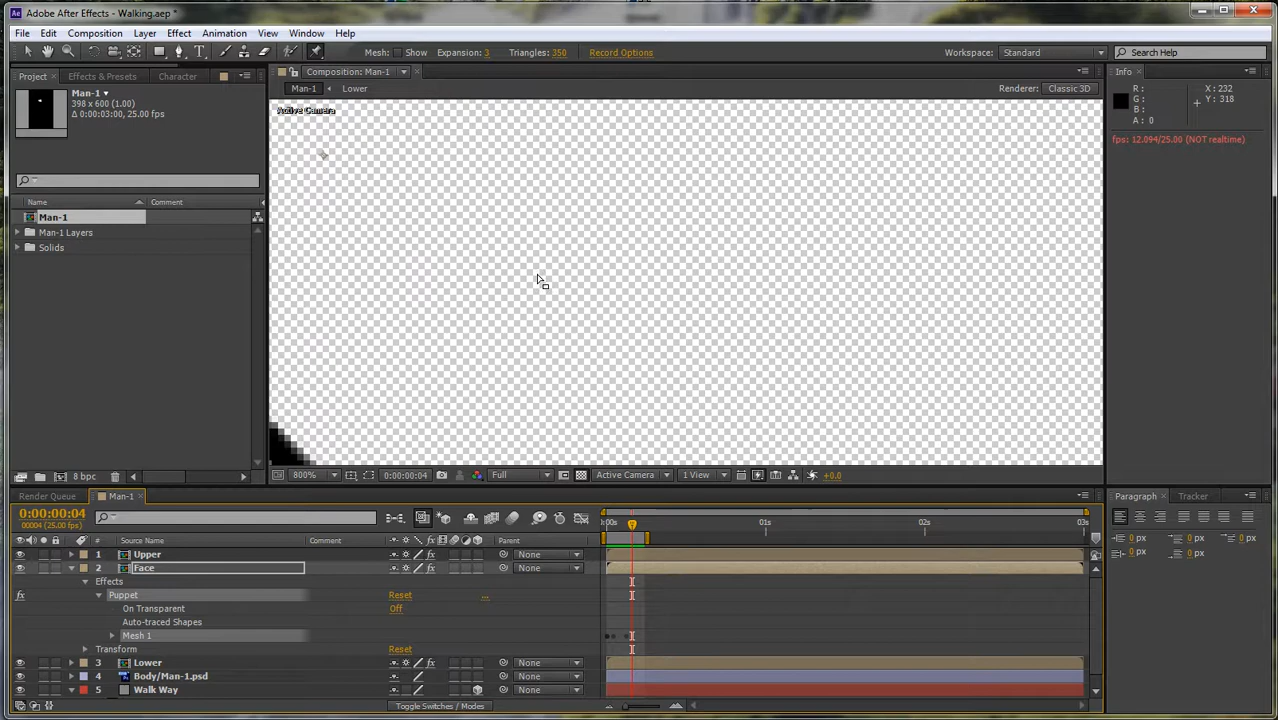 Adobe After Effects - Walking.aep *
File Edit Composition Layer Effect Animation View Window Help
Mesh: Show Expansion: 3 Triangles: 350 Record Options
Workspace: Standard
Search Help
Project Effects & Presets Character
Composition: Man-1
Info
Man-1
398 x 600 (1.00)
Δ 0:00:03:00, 25.00 fps
Man-1 Lower
Renderer: Classic 3D
Active Camera
R:
G:
B:
A: 0
X: 232
Y: 318
fps: 12.094/25.00 (NOT realtime)
Name Comment
Man-1
Man-1 Layers
Solids
8 bpc
800% 0:00:00:04 Full Active Camera 1 View +0.0
Render Queue Man-1
Paragraph Tracker
0:00:00:04
00004 (25.00 fps)
0:00s 01s 02s 03s
# Source Name Comment Parent
1 Upper None
2 Face None
Effects
Puppet Reset ...
On Transparent Off
Auto-traced Shapes
Mesh 1
Transform Reset
3 Lower None
4 Body/Man-1.psd None
5 Walk Way None
Toggle Switches / Modes
0 px 0 px 0 px
0 px 0 px